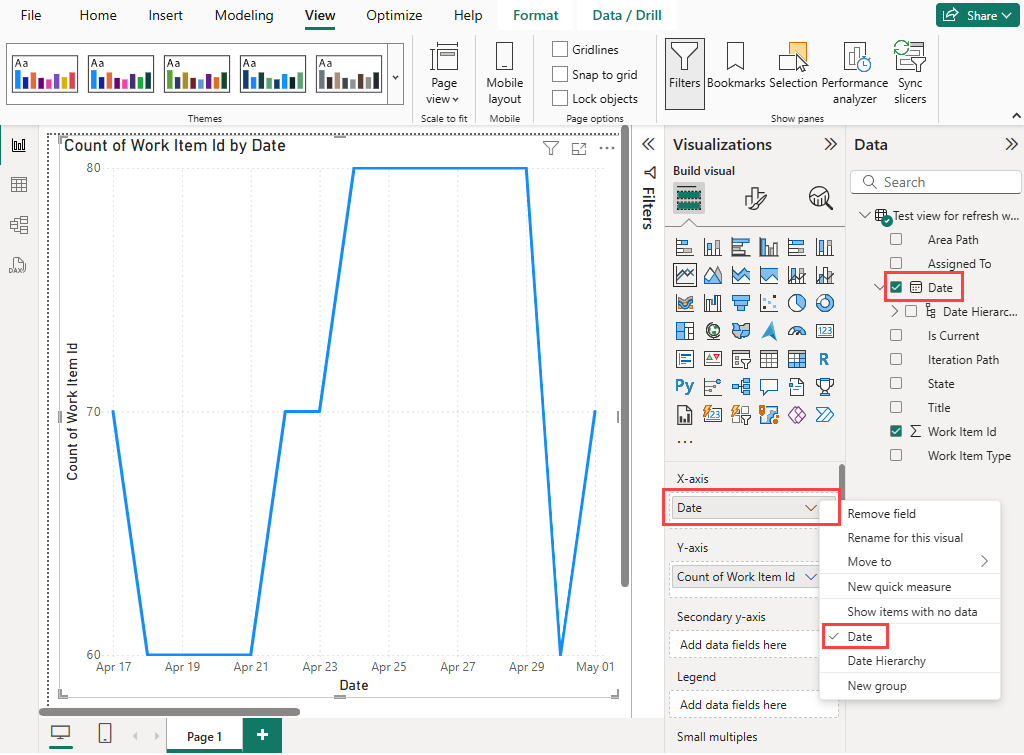 File Home Insert Modeling View Optimize Help Format Data / Drill Share
Aa Aa Aa Aa Aa
Themes
Page
view
Scale to fit
Mobile
layout
Mobile
Gridlines
Snap to grid
Lock objects
Page options
Filters
Bookmarks
Selection
Performance
analyzer
Sync
slicers
Show panes
DAX
Count of Work Item Id by Date
Count of Work Item Id
80
70
60
Apr 17 Apr 19 Apr 21 Apr 23 Apr 25 Apr 27 Apr 29 May 01
Date
Filters
Visualizations
Build visual
123
R
Py
123
...
X-axis
Date
Y-axis
Count of Work Item Id
Secondary y-axis
Add data fields here
Legend
Add data fields here
Small multiples
Data
Search
Test view for refresh w...
Area Path
Assigned To
Date
Date Hierarc...
Is Current
Iteration Path
State
Title
Work Item Id
Work Item Type
Remove field
Rename for this visual
Move to
New quick measure
Show items with no data
Date
Date Hierarchy
New group
Page 1